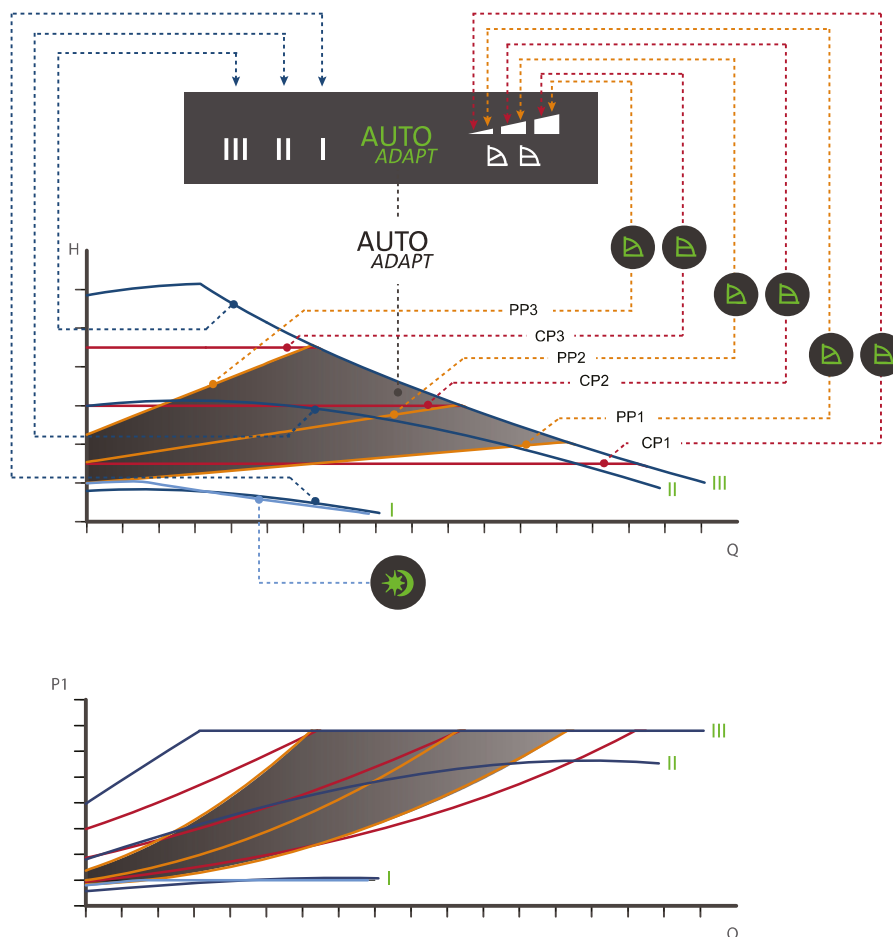 III II I AUTO
ADAPT
AUTO
ADAPT
H
PP3
CP3
PP2
CP2
PP1
CP1
III
II
I
Q
P1
III
II
I
Q